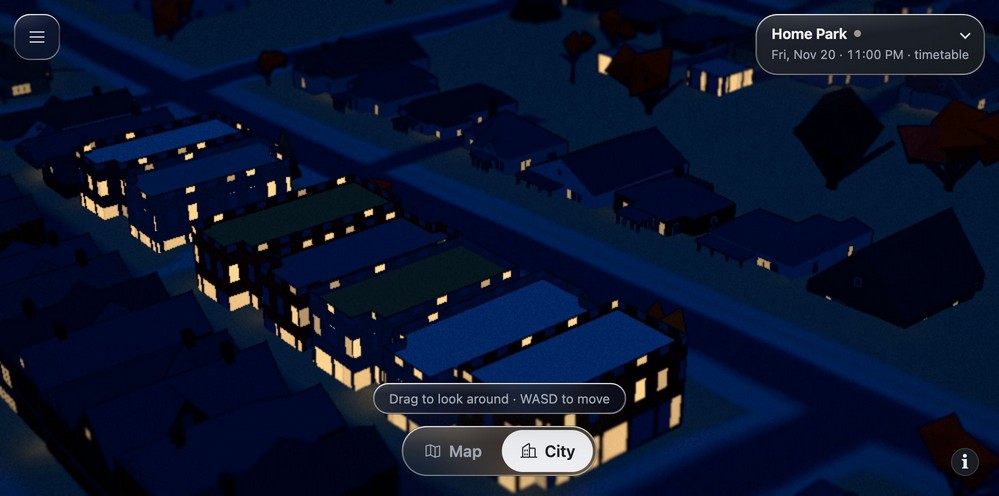 Home Park
Fri, Nov 20 · 11:00 PM · timetable
Drag to look around · WASD to move
Map
City